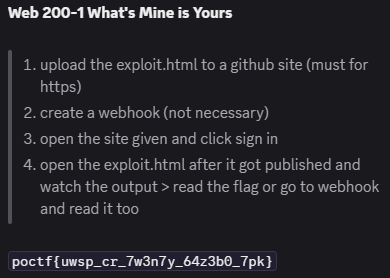 Web 200-1 What's Mine is Yours
1. upload the exploit.html to a github site (must for
https)
2. create a webhook (not necessary)
3. open the site given and click sign in
4. open the exploit.html after it got published and
watch the output > read the flag or go to webhook
and read it too
poctf{uwsp_cr_7w3n7y_64z3b0_7pk}